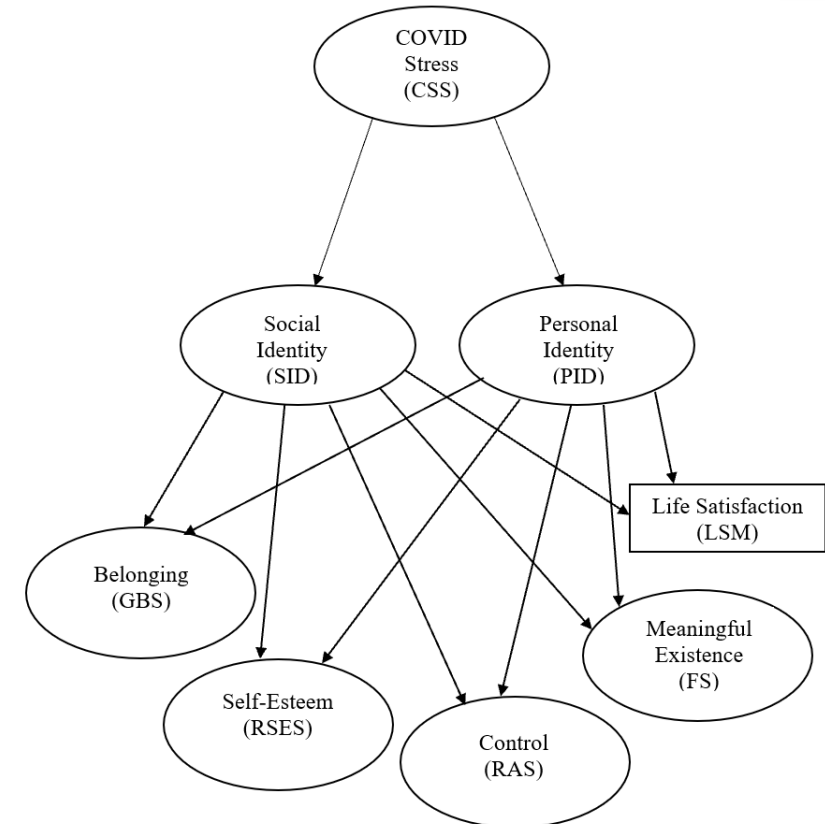 COVID
Stress
(CSS)
Social
Identity
(SID)
Personal
Identity
(PID)
Life Satisfaction
(LSM)
Belonging
(GBS)
Meaningful
Existence
(FS)
Self-Esteem
(RSES)
Control
(RAS)